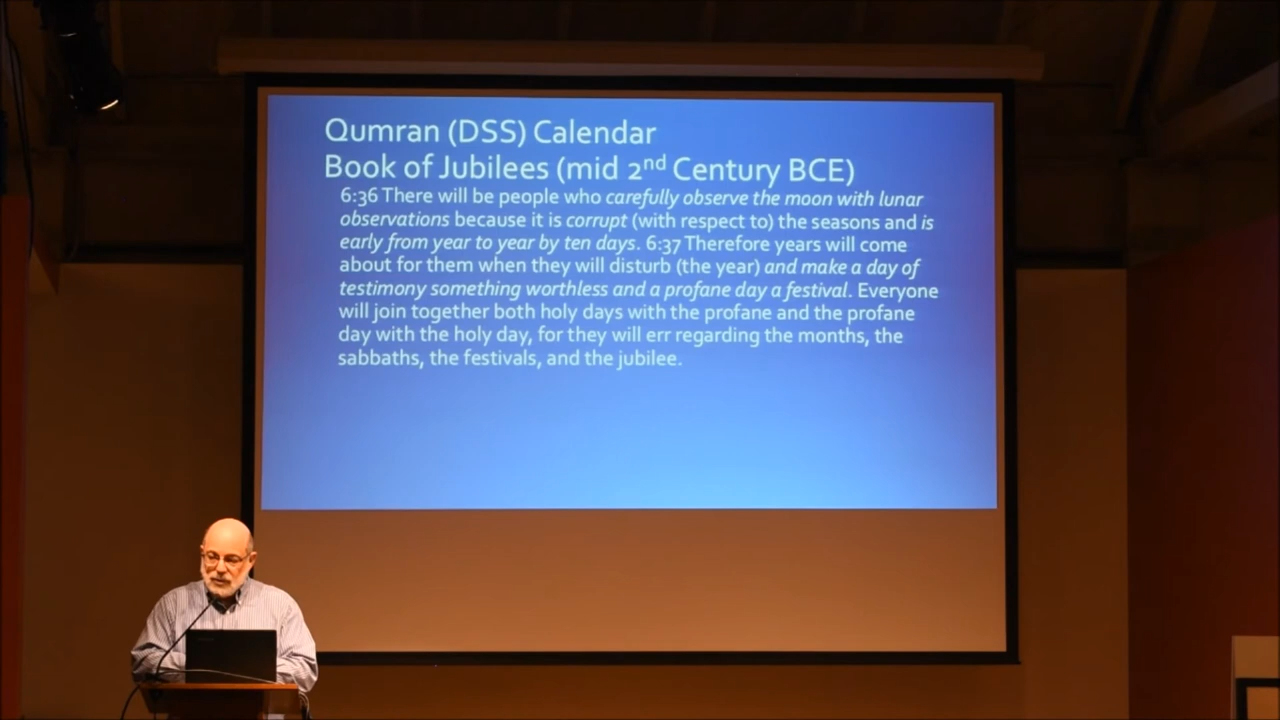 Qumran (DSS) Calendar
Book of Jubilees (mid 2nd Century BCE)
6:36 There will be people who carefully observe the moon with lunar
observations because it is corrupt (with respect to) the seasons and is
early from year to year by ten days. 6:37 Therefore years will come
about for them when they will disturb (the year) and make a day of
testimony something worthless and a profane day a festival. Everyone
will join together both holy days with the profane and the profane
day with the holy day, for they will err regarding the months, the
sabbaths, the festivals, and the jubilee.